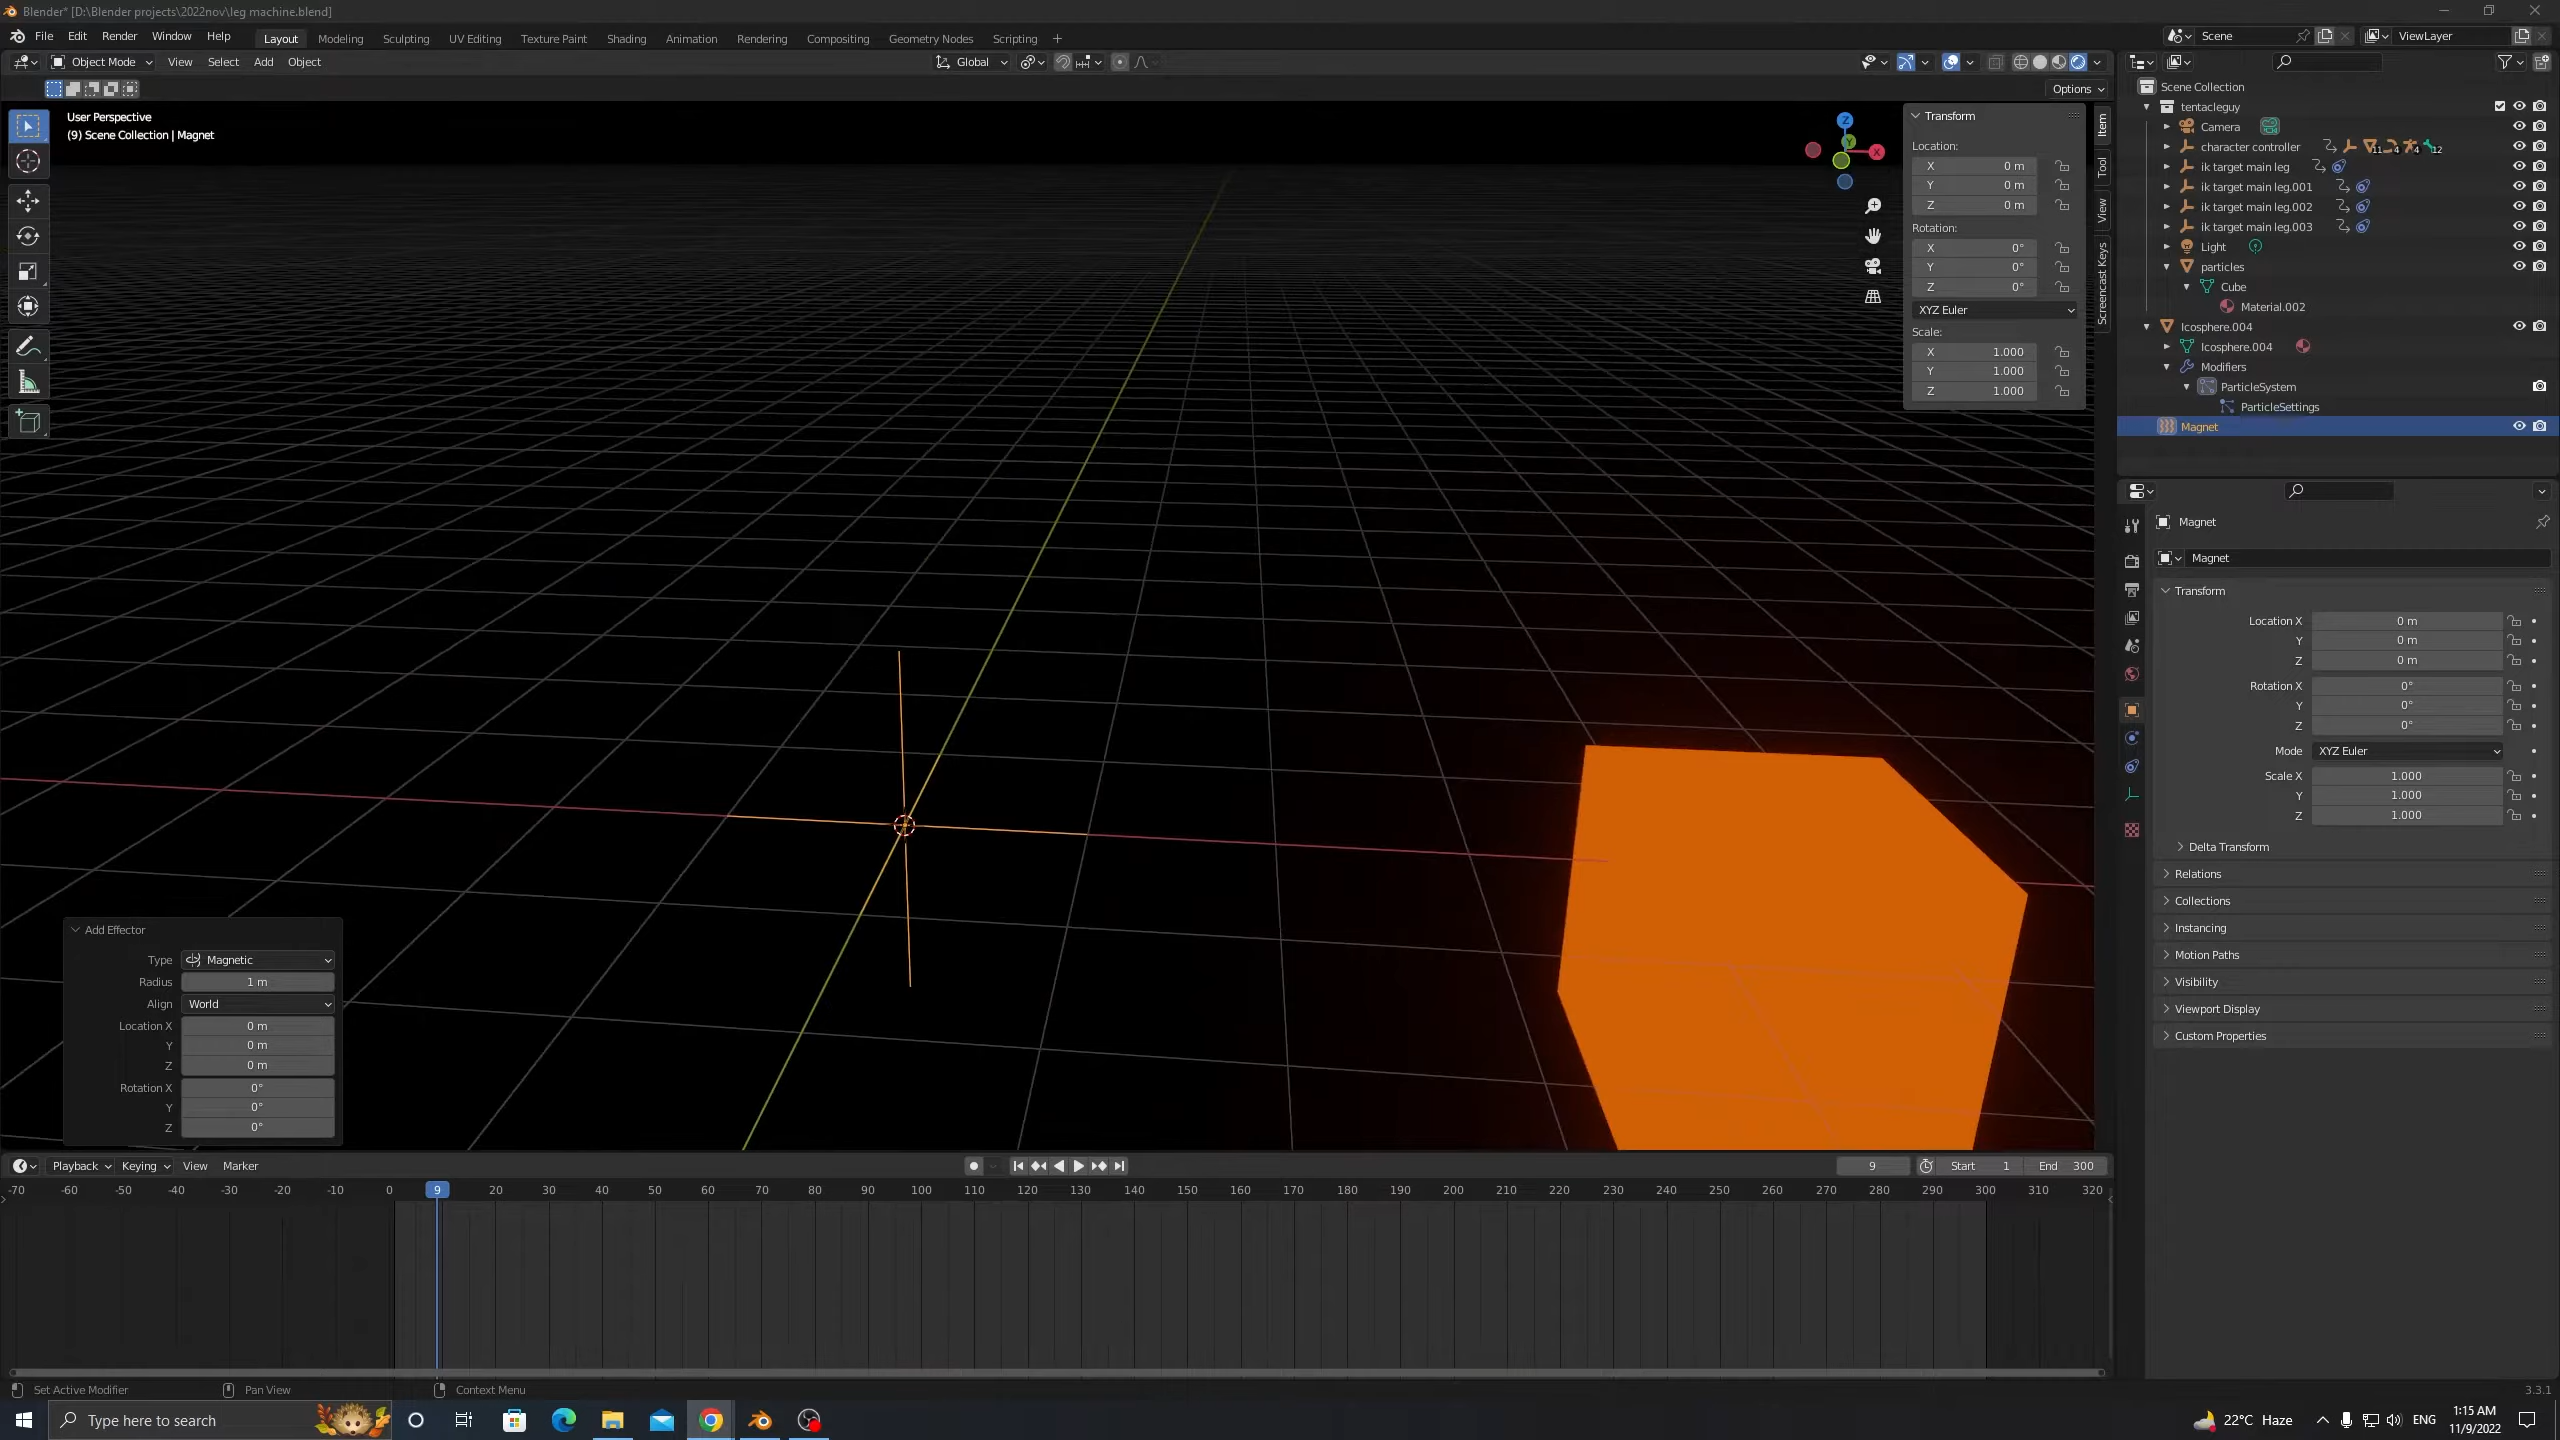 Blender* [D:\Blender projects\2022nov\leg machine.blend]
File Edit Render Window Help Layout Modeling Sculpting UV Editing Texture Paint Shading Animation Rendering Compositing Geometry Nodes Scripting +
Scene ViewLayer
Object Mode View Select Add Object Global
Options
User Perspective
(9) Scene Collection | Magnet
Transform
Location:
X 0 m
Y 0 m
Z 0 m
Rotation:
X 0°
Y 0°
Z 0°
XYZ Euler
Scale:
X 1.000
Y 1.000
Z 1.000
Item
Tool
View
Screencast Keys
Z
Y
X
Scene Collection
tentacleguy
Camera
character controller 11 4 4 12
ik target main leg
ik target main leg.001
ik target main leg.002
ik target main leg.003
Light
particles
Cube
Material.002
Icosphere.004
Icosphere.004
Modifiers
ParticleSystem
ParticleSettings
Magnet
Magnet
Magnet
Transform
Location X 0 m
Y 0 m
Z 0 m
Rotation X 0°
Y 0°
Z 0°
Mode XYZ Euler
Scale X 1.000
Y 1.000
Z 1.000
Delta Transform
Relations
Collections
Instancing
Motion Paths
Visibility
Viewport Display
Custom Properties
Add Effector
Type Magnetic
Radius 1 m
Align World
Location X 0 m
Y 0 m
Z 0 m
Rotation X 0°
Y 0°
Z 0°
Playback Keying View Marker 9 Start 1 End 300
-70 -60 -50 -40 -30 -20 -10 0 9 20 30 40 50 60 70 80 90 100 110 120 130 140 150 160 170 180 190 200 210 220 230 240 250 260 270 280 290 300 310 320
Set Active Modifier Pan View Context Menu 3.3.1
Type here to search
22°C Haze ENG
1:15 AM
11/9/2022